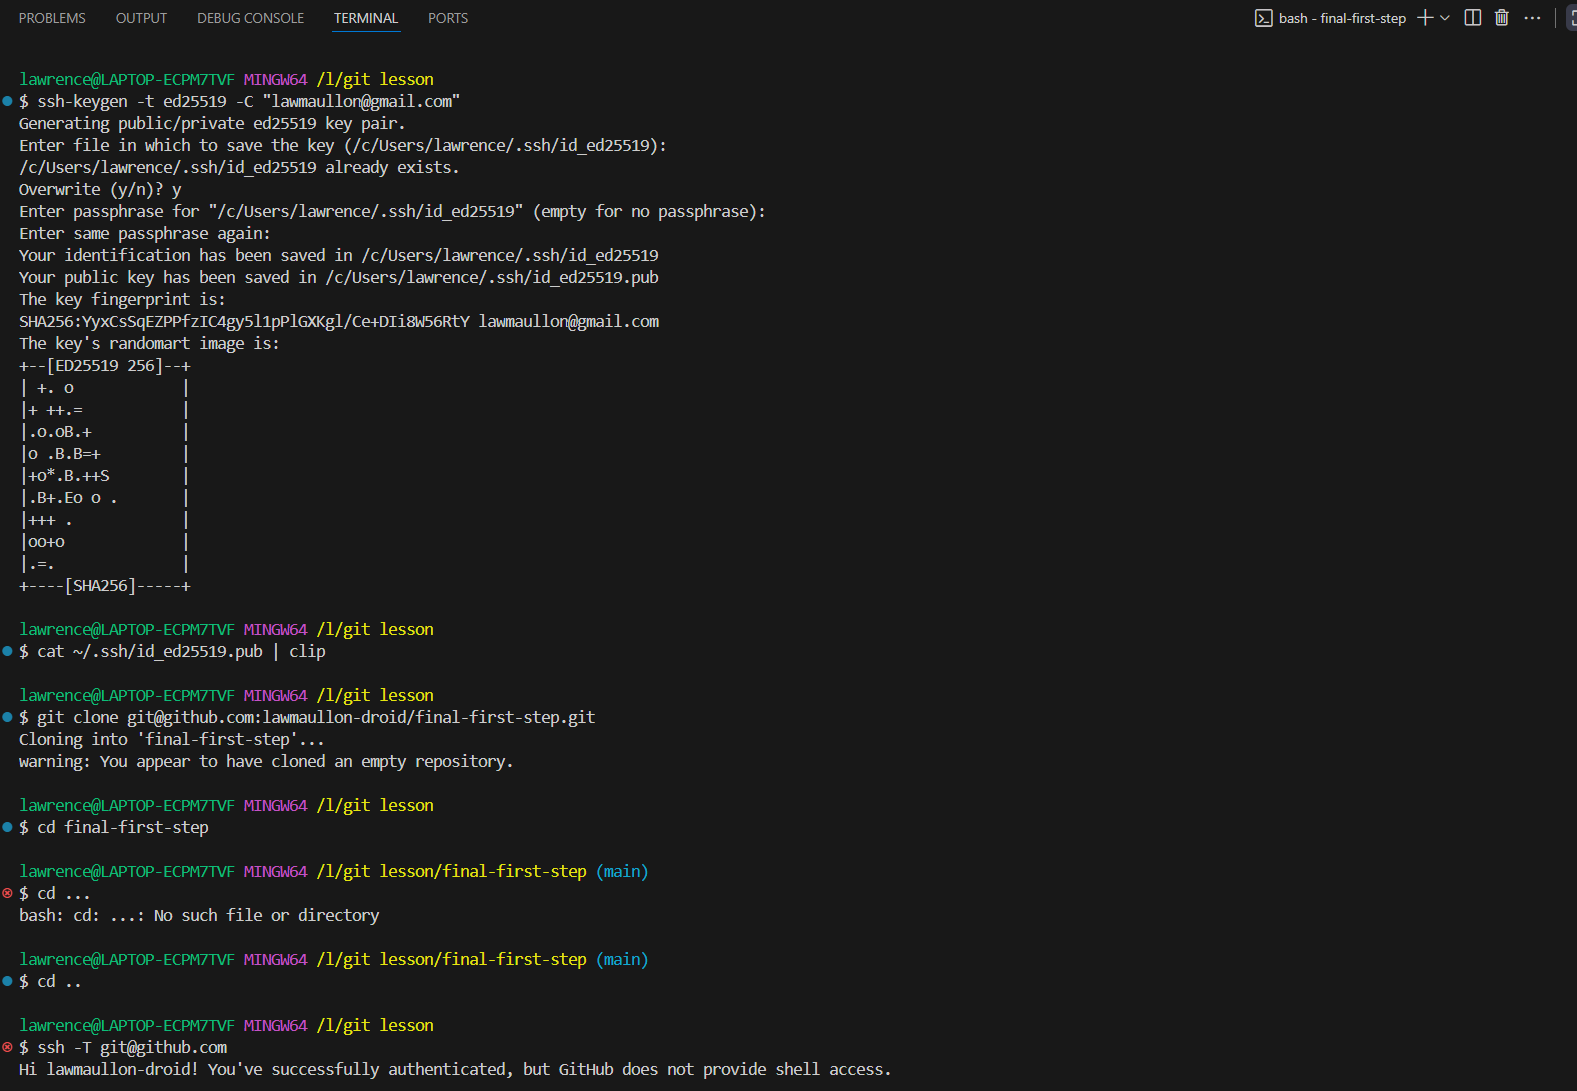 PROBLEMS OUTPUT DEBUG CONSOLE TERMINAL PORTS bash - final-first-step
lawrence@LAPTOP-ECPM7TVF MINGW64 /l/git lesson
$ ssh-keygen -t ed25519 -C "lawmaullon@gmail.com"
Generating public/private ed25519 key pair.
Enter file in which to save the key (/c/Users/lawrence/.ssh/id_ed25519):
/c/Users/lawrence/.ssh/id_ed25519 already exists.
Overwrite (y/n)? y
Enter passphrase for "/c/Users/lawrence/.ssh/id_ed25519" (empty for no passphrase):
Enter same passphrase again:
Your identification has been saved in /c/Users/lawrence/.ssh/id_ed25519
Your public key has been saved in /c/Users/lawrence/.ssh/id_ed25519.pub
The key fingerprint is:
SHA256:YyxCsSqEZPPfzIC4gy5l1pPlGXKgl/Ce+DIi8W56RtY lawmaullon@gmail.com
The key's randomart image is:
+--[ED25519 256]--+
| +. o            |
|+ ++.=           |
|.o.oB.+          |
|o .B.B=+         |
|+o*.B.++S        |
|.B+.Eo o .       |
|+++ .            |
|oo+o             |
|.=.              |
+----[SHA256]-----+
lawrence@LAPTOP-ECPM7TVF MINGW64 /l/git lesson
$ cat ~/.ssh/id_ed25519.pub | clip
lawrence@LAPTOP-ECPM7TVF MINGW64 /l/git lesson
$ git clone git@github.com:lawmaullon-droid/final-first-step.git
Cloning into 'final-first-step'...
warning: You appear to have cloned an empty repository.
lawrence@LAPTOP-ECPM7TVF MINGW64 /l/git lesson
$ cd final-first-step
lawrence@LAPTOP-ECPM7TVF MINGW64 /l/git lesson/final-first-step (main)
$ cd ...
bash: cd: ...: No such file or directory
lawrence@LAPTOP-ECPM7TVF MINGW64 /l/git lesson/final-first-step (main)
$ cd ..
lawrence@LAPTOP-ECPM7TVF MINGW64 /l/git lesson
$ ssh -T git@github.com
Hi lawmaullon-droid! You've successfully authenticated, but GitHub does not provide shell access.